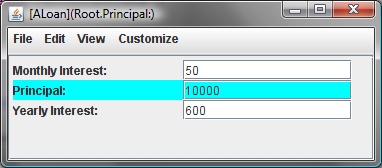 [ALoan](Root.Principal:)
File Edit View Customize
Monthly Interest: 50
Principal: 10000
Yearly Interest: 600